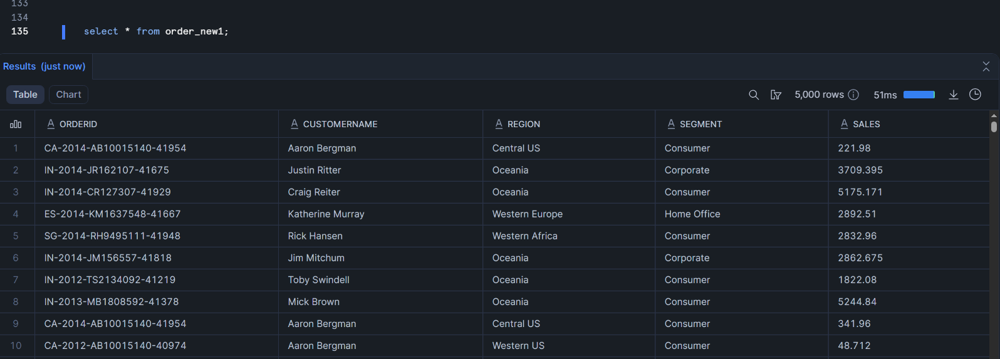 133
134
135 select * from order_new1;
Results (just now)
Table Chart 5,000 rows 51ms
ORDERID CUSTOMERNAME REGION SEGMENT SALES
1 CA-2014-AB10015140-41954 Aaron Bergman Central US Consumer 221.98
2 IN-2014-JR162107-41675 Justin Ritter Oceania Corporate 3709.395
3 IN-2014-CR127307-41929 Craig Reiter Oceania Consumer 5175.171
4 ES-2014-KM1637548-41667 Katherine Murray Western Europe Home Office 2892.51
5 SG-2014-RH9495111-41948 Rick Hansen Western Africa Consumer 2832.96
6 IN-2014-JM156557-41818 Jim Mitchum Oceania Corporate 2862.675
7 IN-2012-TS2134092-41219 Toby Swindell Oceania Consumer 1822.08
8 IN-2013-MB1808592-41378 Mick Brown Oceania Consumer 5244.84
9 CA-2014-AB10015140-41954 Aaron Bergman Central US Consumer 341.96
10 CA-2012-AB10015140-40974 Aaron Bergman Western US Consumer 48.712